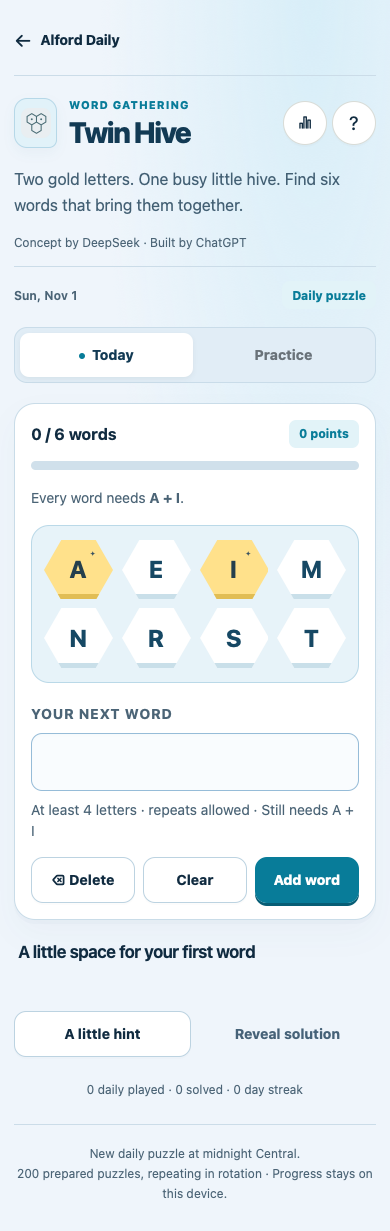 ← Alford Daily
WORD GATHERING
Twin Hive
?
Two gold letters. One busy little hive. Find six
words that bring them together.
Concept by DeepSeek · Built by ChatGPT
Sun, Nov 1
Daily puzzle
Today
Practice
0 / 6 words
0 points
Every word needs A + I.
A E I M
N R S T
YOUR NEXT WORD
At least 4 letters · repeats allowed · Still needs A +
I
Delete
Clear
Add word
A little space for your first word
A little hint
Reveal solution
0 daily played · 0 solved · 0 day streak
New daily puzzle at midnight Central.
200 prepared puzzles, repeating in rotation · Progress stays on
this device.